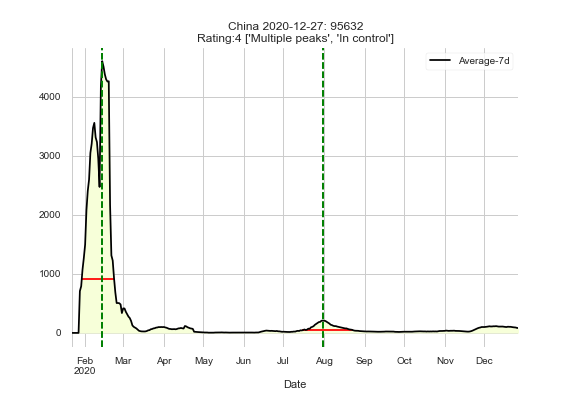 China 2020-12-27: 95632
Rating:4 ['Multiple peaks', 'In control']
Average-7d
4000
3000
2000
1000
0
Feb Mar Apr May Jun Jul Aug Sep Oct Nov Dec
2020
Date